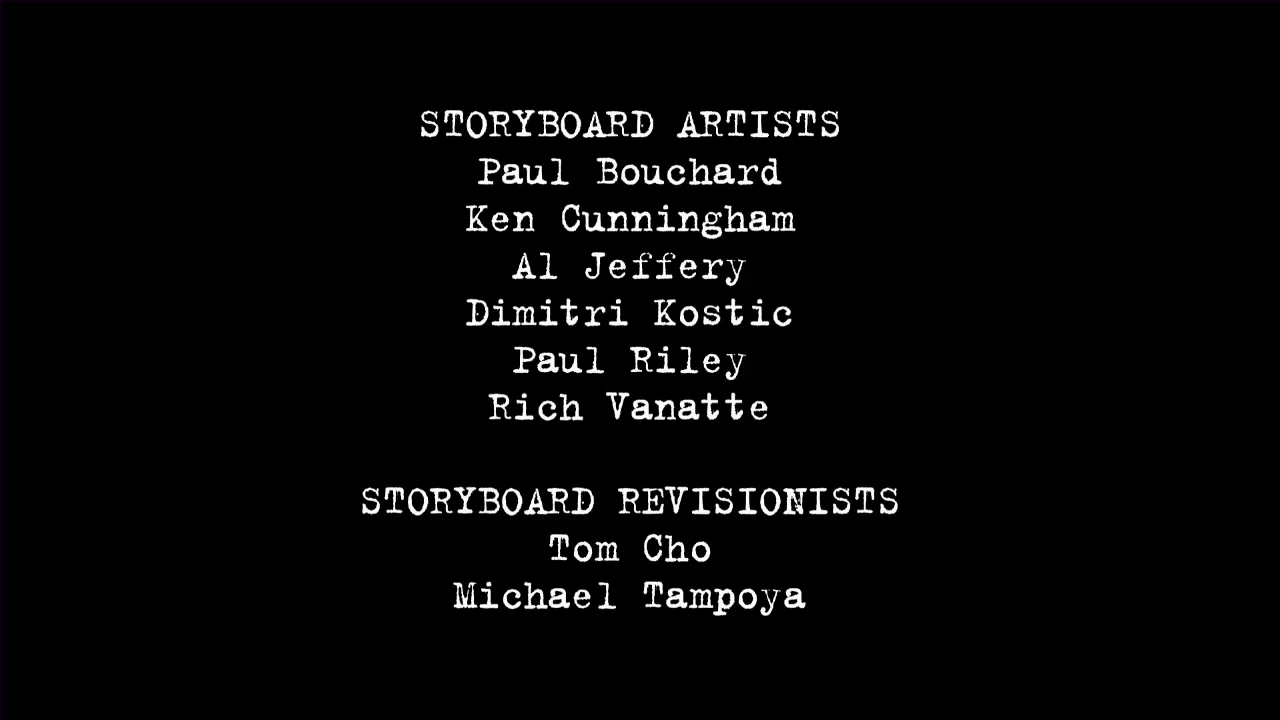 STORYBOARD ARTISTS
Paul Bouchard
Ken Cunningham
Al Jeffery
Dimitri Kostic
Paul Riley
Rich Vanatte
STORYBOARD REVISIONISTS
Tom Cho
Michael Tampoya